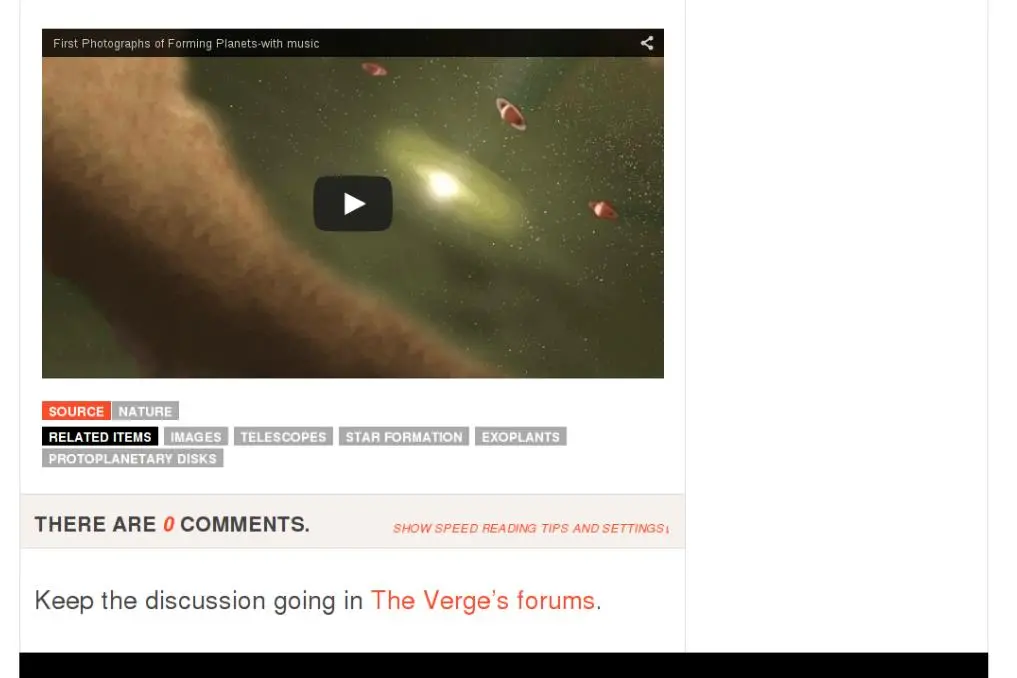 First Photographs of Forming Planets-with music
SOURCE NATURE
RELATED ITEMS IMAGES TELESCOPES STAR FORMATION EXOPLANTS
PROTOPLANETARY DISKS
THERE ARE 0 COMMENTS. SHOW SPEED READING TIPS AND SETTINGS↓
Keep the discussion going in The Verge’s forums.